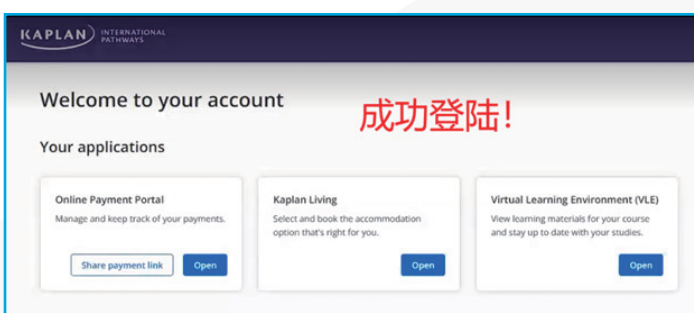 KAPLAN INTERNATIONAL
PATHWAYS
Welcome to your account
成功登陆！
Your applications
Online Payment Portal
Manage and keep track of your payments.
Share payment link
Open
Kaplan Living
Select and book the accommodation
option that's right for you.
Open
Virtual Learning Environment (VLE)
View learning materials for your course
and stay up to date with your studies.
Open